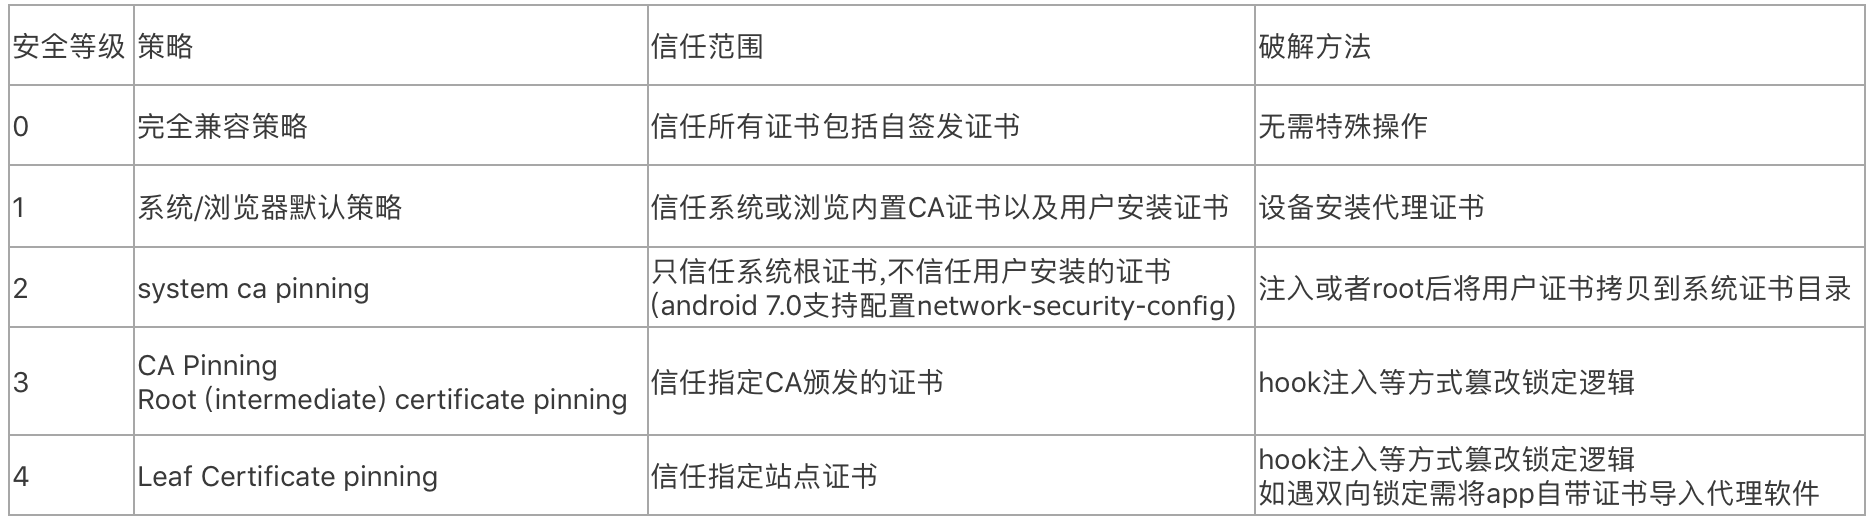 安全等级 策略 信任范围 破解方法
0 完全兼容策略 信任所有证书包括自签发证书 无需特殊操作
1 系统/浏览器默认策略 信任系统或浏览内置CA证书以及用户安装证书 设备安装代理证书
2 system ca pinning 只信任系统根证书,不信任用户安装的证书
(android 7.0支持配置network-security-config) 注入或者root后将用户证书拷贝到系统证书目录
3 CA Pinning
Root (intermediate) certificate pinning 信任指定CA颁发的证书 hook注入等方式篡改锁定逻辑
4 Leaf Certificate pinning 信任指定站点证书 hook注入等方式篡改锁定逻辑
如遇双向锁定需将app自带证书导入代理软件